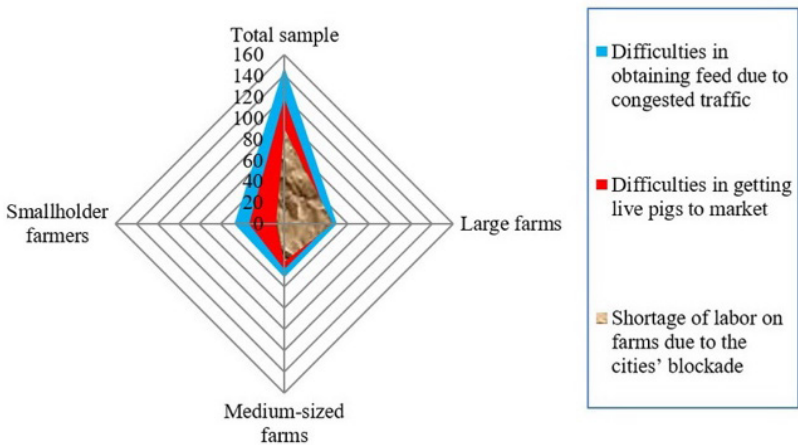 Total sample
160
140
120
100
80
60
40
20
0
Smallholder
farmers
Large farms
Medium-sized
farms
Difficulties in
obtaining feed due to
congested traffic
Difficulties in getting
live pigs to market
Shortage of labor on
farms due to the
cities’ blockade